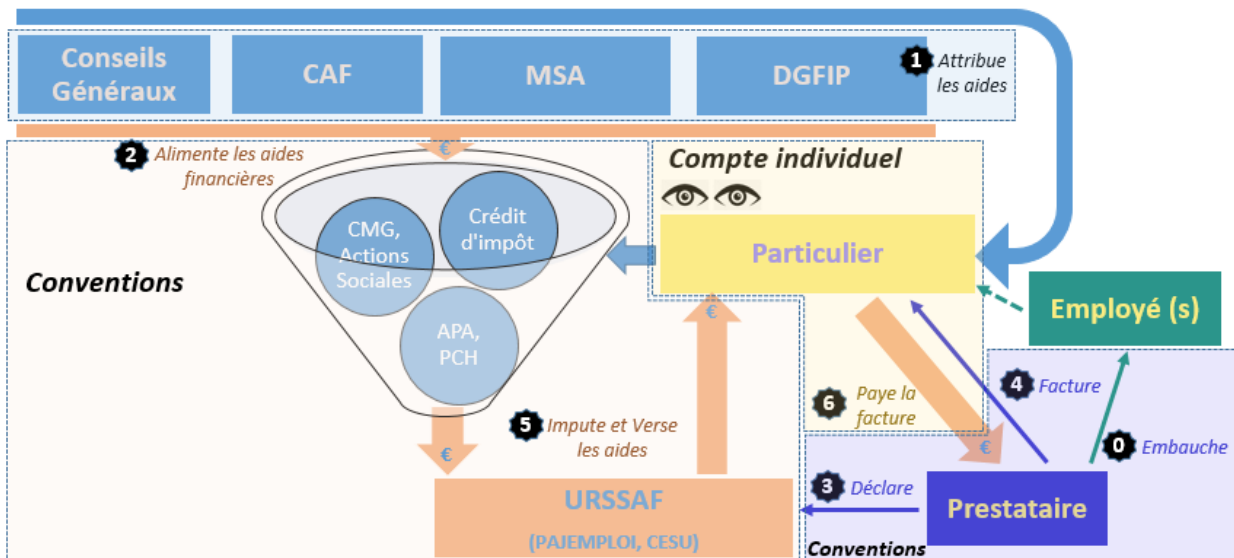 Conseils
Généraux
CAF
MSA
DGFIP
1 Attribue
les aides
2 Alimente les aides
financières
€
Compte individuel
CMG,
Actions
Sociales
Crédit
d'impôt
Particulier
Conventions
APA,
PCH
€
Employé (s)
4 Facture
6 Paye la
facture
5 Impute et Verse
les aides
€
€
0 Embauche
3 Déclare
Prestataire
URSSAF
(PAJEMPLOI, CESU)
Conventions